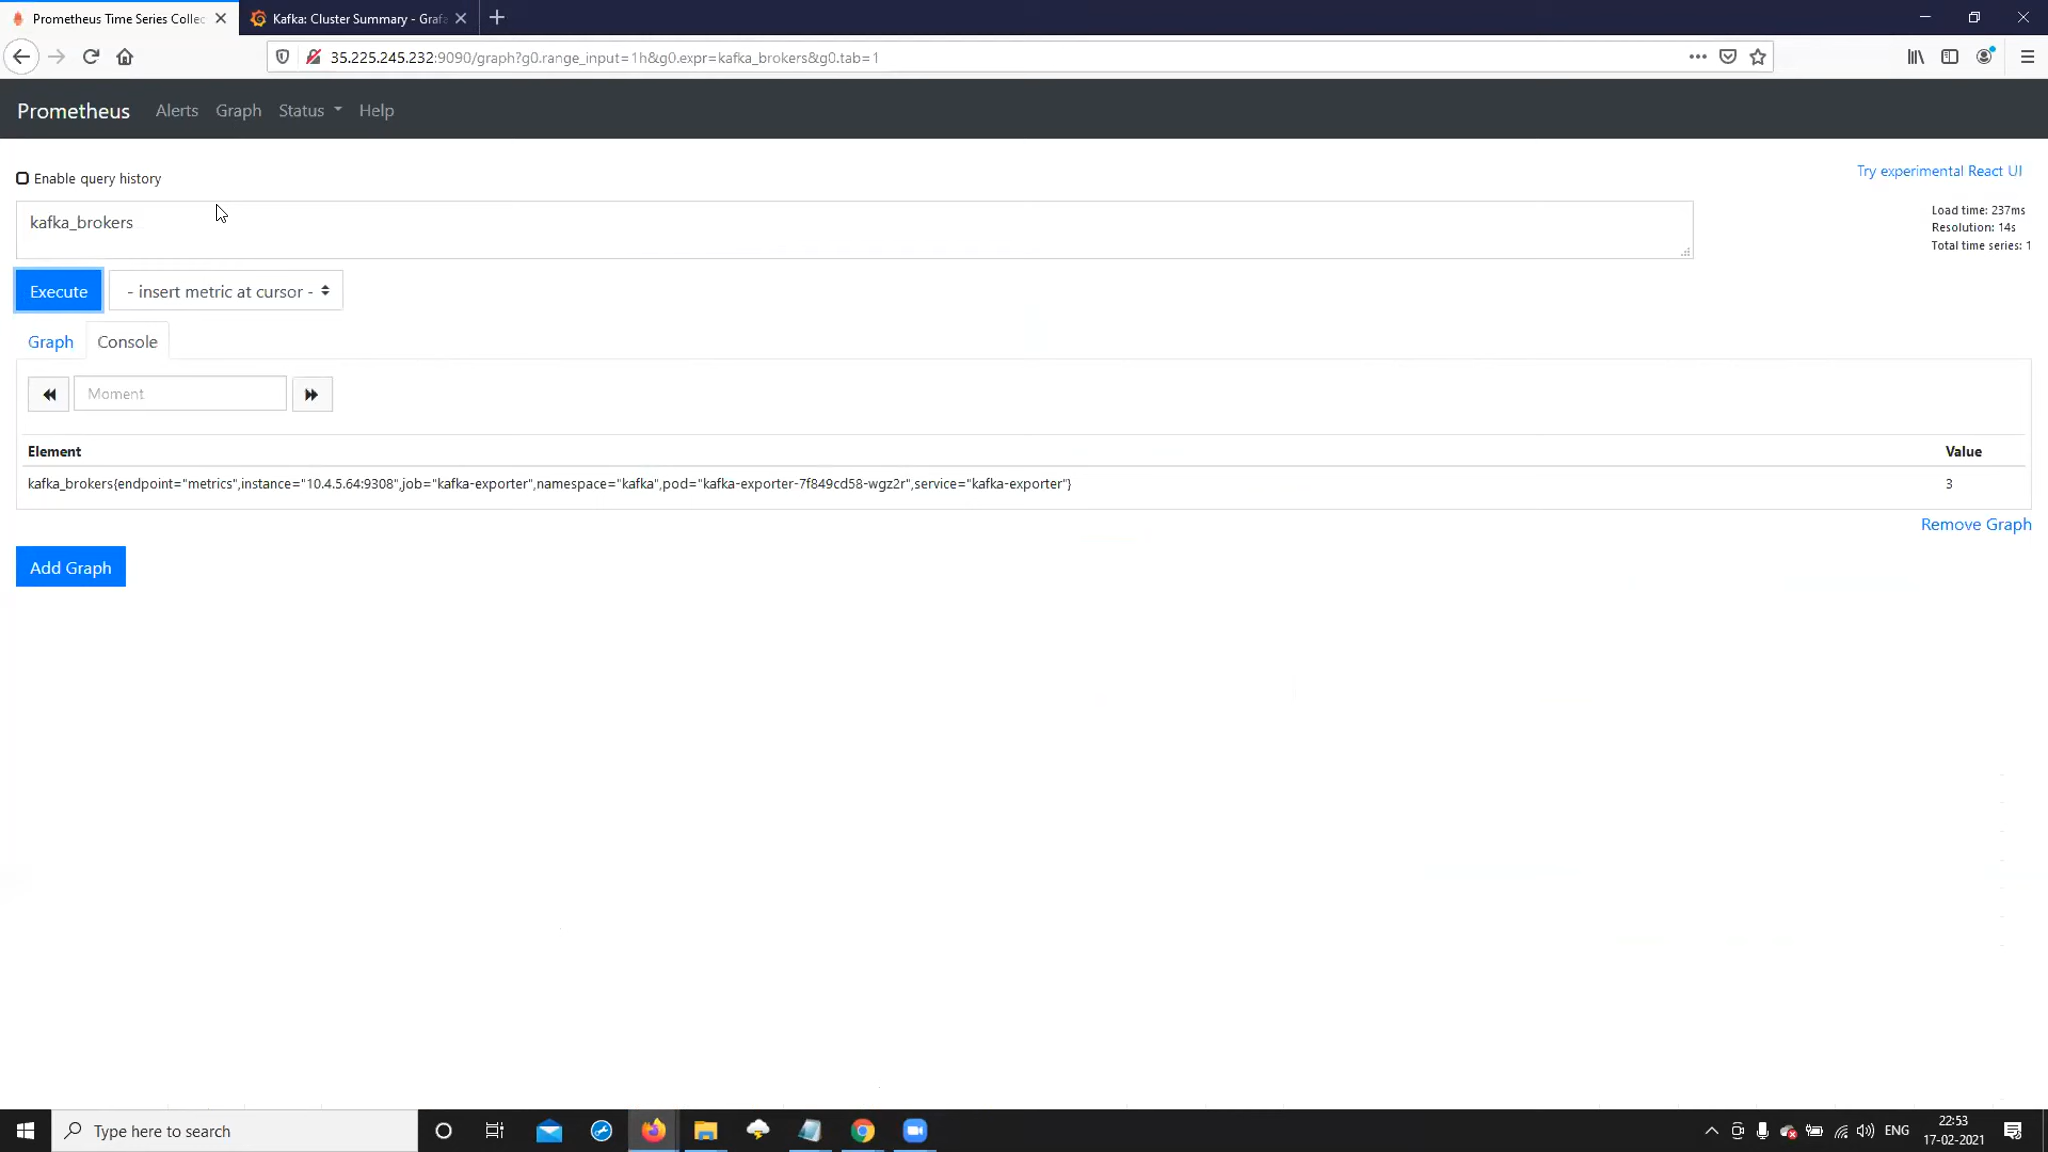 Prometheus Time Series Collec
Kafka: Cluster Summary - Grafa
35.225.245.232:9090/graph?g0.range_input=1h&g0.expr=kafka_brokers&g0.tab=1
Prometheus Alerts Graph Status Help
Enable query history
Try experimental React UI
kafka_brokers
Load time: 237ms
Resolution: 14s
Total time series: 1
Execute
- insert metric at cursor -
Graph
Console
Moment
Element
Value
kafka_brokers{endpoint="metrics",instance="10.4.5.64:9308",job="kafka-exporter",namespace="kafka",pod="kafka-exporter-7f849cd58-wgz2r",service="kafka-exporter"}
3
Remove Graph
Add Graph
Type here to search
ENG
22:53
17-02-2021